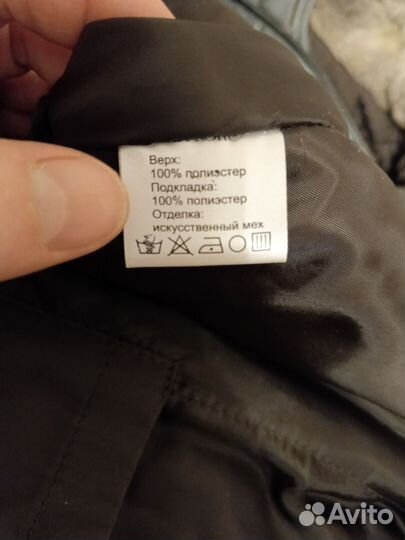 Верх:
100% полиэстер
Подкладка:
100% полиэстер
Отделка:
искусственный мех
Avito